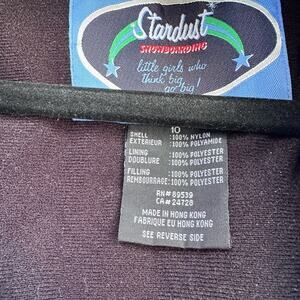 Stardust
SNOWBOARDING
little girls who
think big
go big!
10
SHELL :100% NYLON
EXTERIEUR :100% POLYAMIDE
LINING :100% POLYESTER
DOUBLURE :100% POLYESTER
FILLING :100% POLYESTER
REMBOURRAGE:100% POLYESTER
RN#89539
CA#24728
MADE IN HONG KONG
FABRIQUE EU HONG KONG
SEE REVERSE SIDE